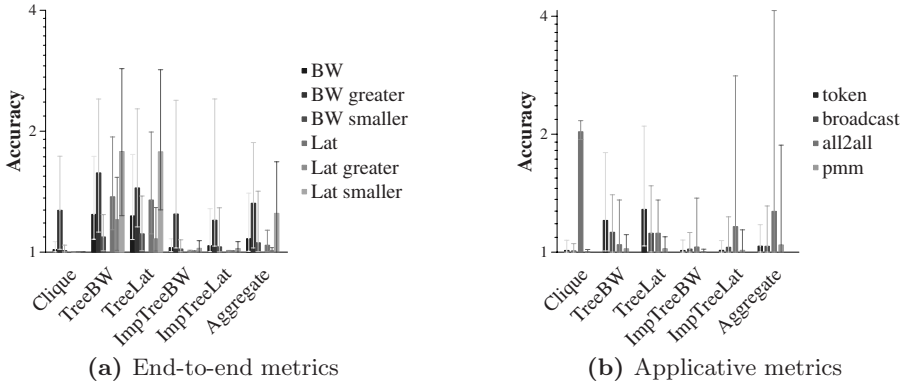 4
2
1
Accuracy
BW
BW greater
BW smaller
Lat
Lat greater
Lat smaller
Clique
TreeBW
TreeLat
ImpTreeBW
ImpTreeLat
Aggregate
(a) End-to-end metrics
4
2
1
Accuracy
token
broadcast
all2all
pmm
Clique
TreeBW
TreeLat
ImpTreeBW
ImpTreeLat
Aggregate
(b) Applicative metrics